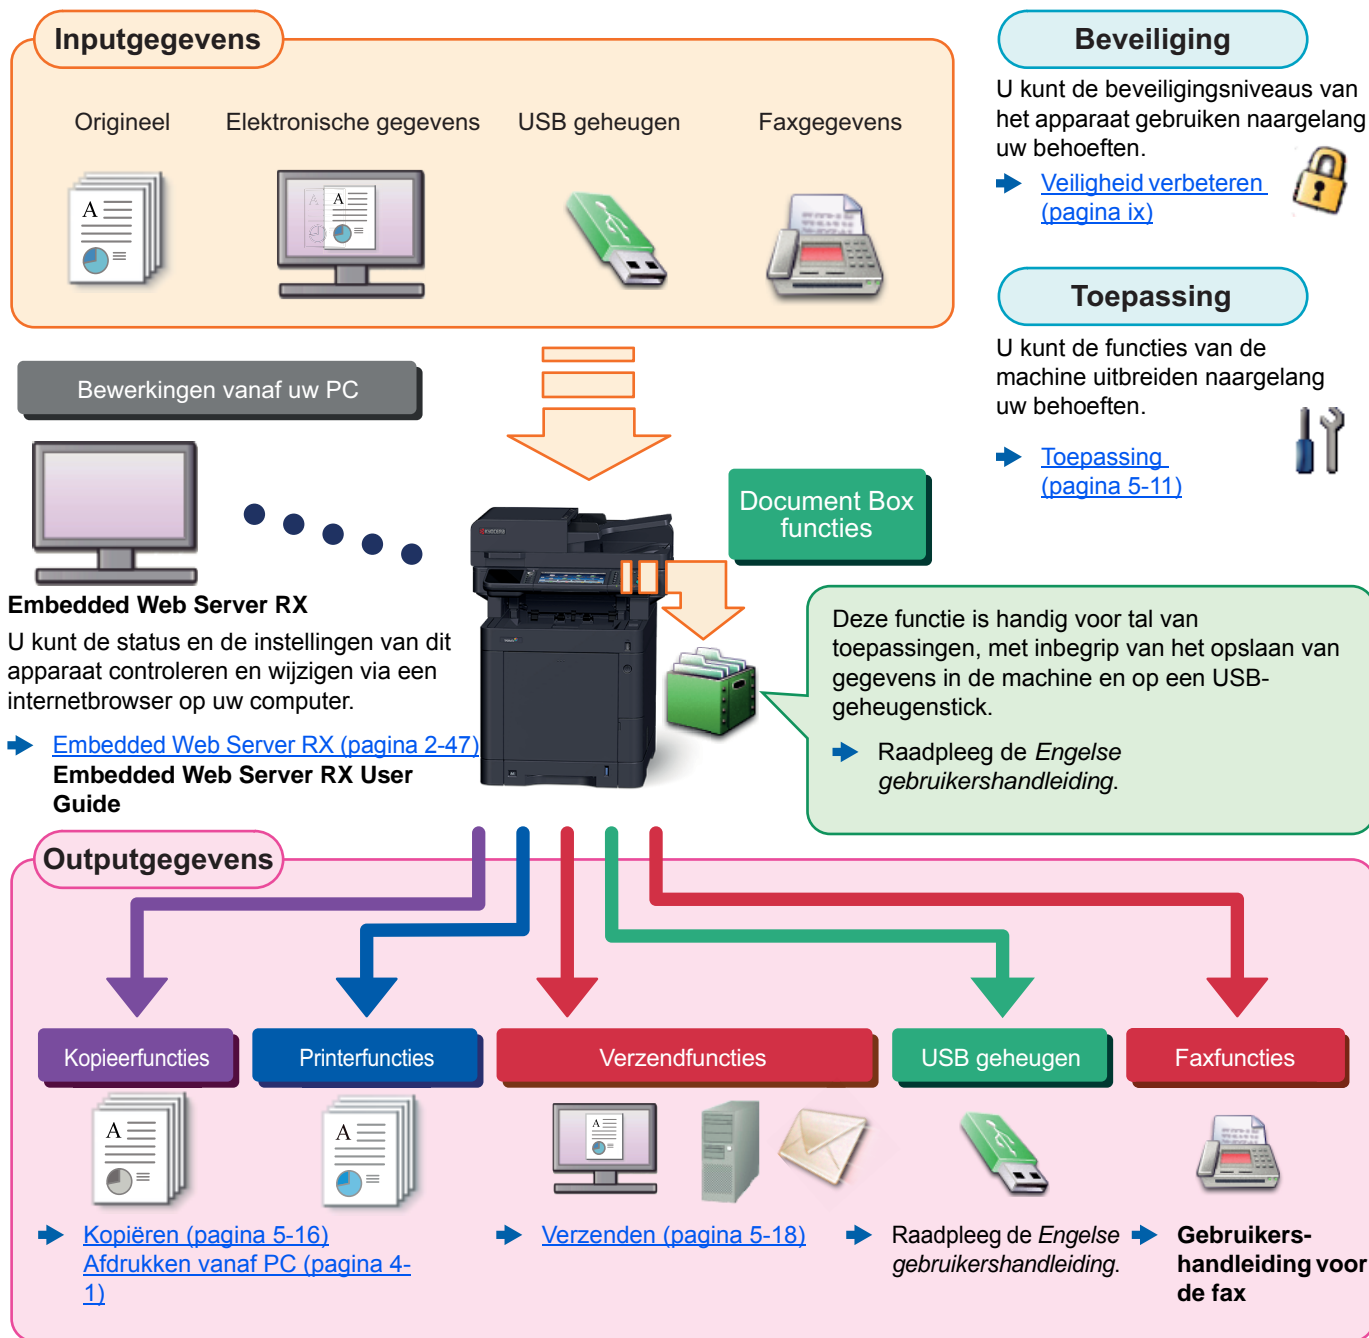 Inputgegevens
Origineel
Elektronische gegevens
USB geheugen
Faxgegevens
Beveiliging
U kunt de beveiligingsniveaus van
het apparaat gebruiken naargelang
uw behoeften.
Veiligheid verbeteren
(pagina ix)
Toepassing
U kunt de functies van de
machine uitbreiden naargelang
uw behoeften.
Toepassing
(pagina 5-11)
Bewerkingen vanaf uw PC
Embedded Web Server RX
U kunt de status en de instellingen van dit
apparaat controleren en wijzigen via een
internetbrowser op uw computer.
Embedded Web Server RX (pagina 2-47)
Embedded Web Server RX User
Guide
KYOCERA
Document Box
functies
Deze functie is handig voor tal van
toepassingen, met inbegrip van het opslaan van
gegevens in de machine en op een USB-
geheugenstick.
Raadpleeg de Engelse
gebruikershandleiding.
Outputgegevens
Kopieerfuncties
Printerfuncties
Verzendfuncties
USB geheugen
Faxfuncties
A
A
Kopiëren (pagina 5-16)
Afdrukken vanaf PC (pagina 4-
1)
Verzenden (pagina 5-18)
Raadpleeg de Engelse
gebruikershandleiding.
Gebruikers-
handleiding voor
de fax